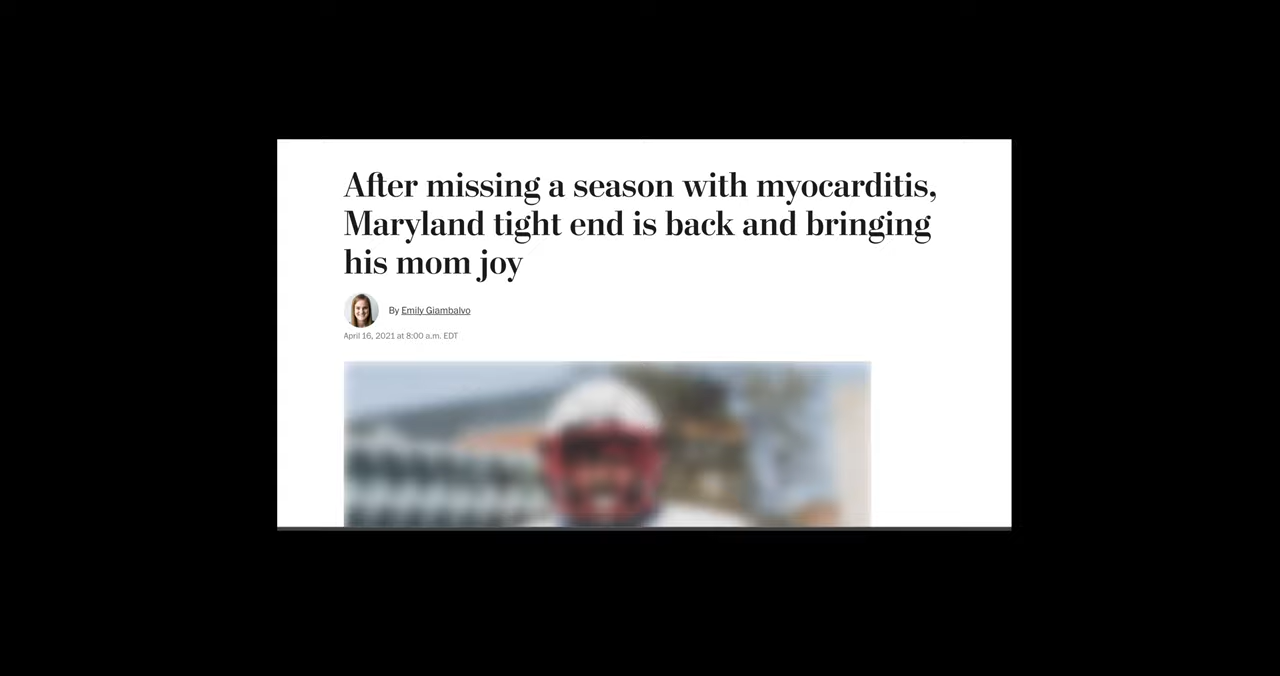 After missing a season with myocarditis,
Maryland tight end is back and bringing
his mom joy
By Emily Giambalvo
April 16, 2021 at 8:00 a.m. EDT